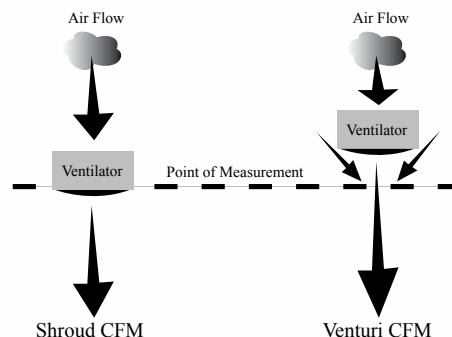 Air Flow
Air Flow
Ventilator
Ventilator
Point of Measurement
Shroud CFM
Venturi CFM